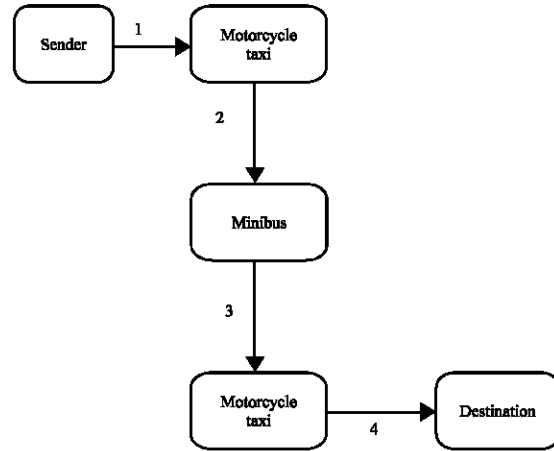 Sender
1
Motorcycle
taxi
2
Minibus
3
Motorcycle
taxi
4
Destination